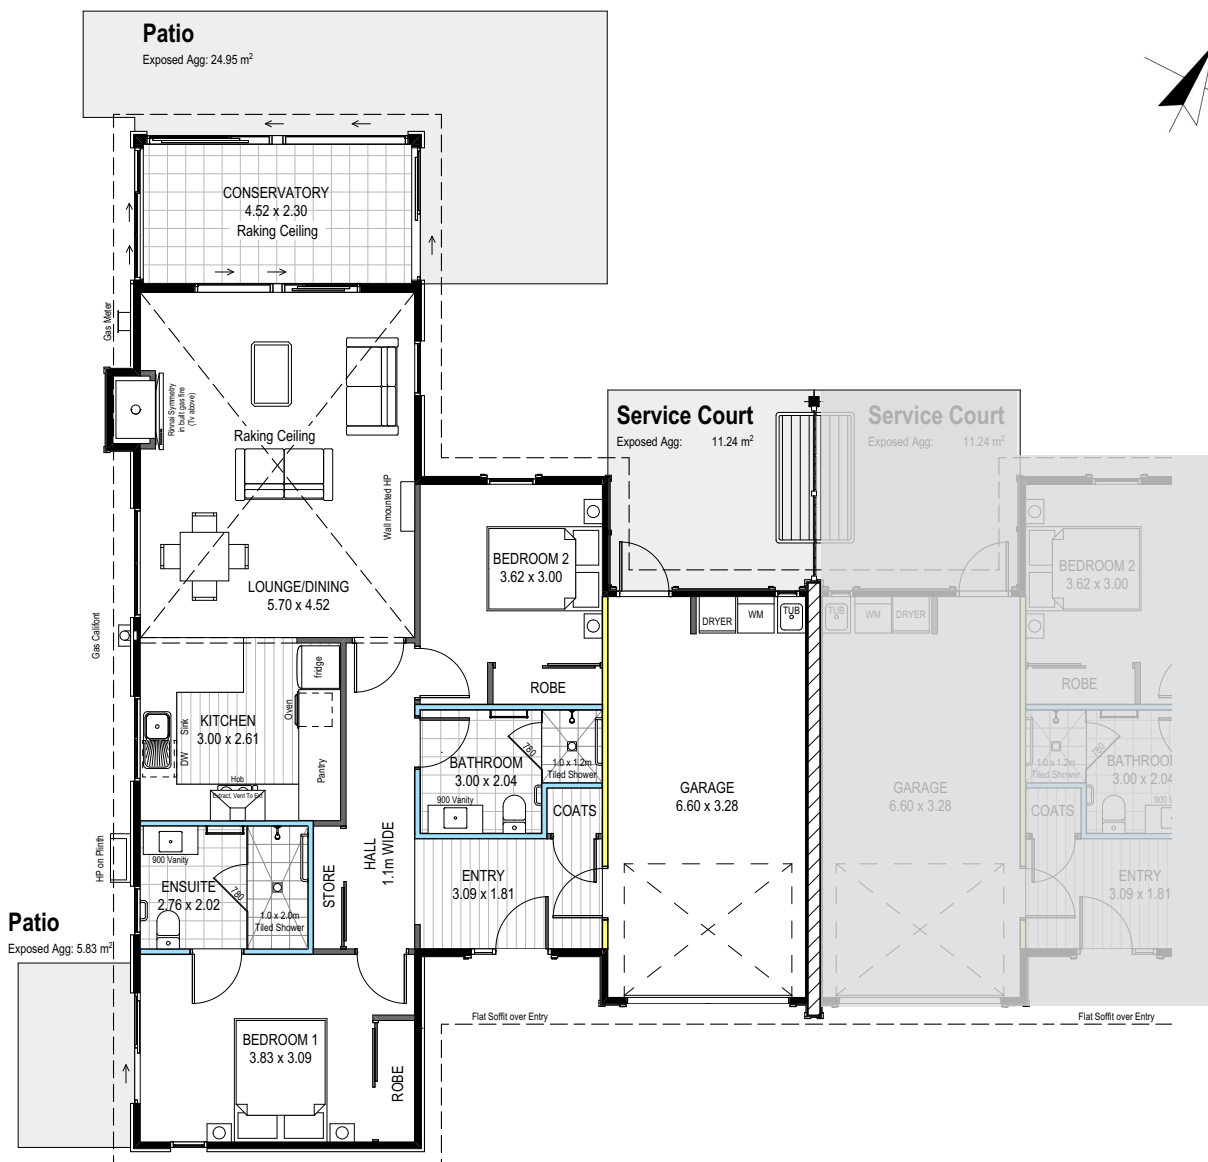 Patio
Exposed Agg: 24.95 m²
CONSERVATORY
4.52 x 2.30
Raking Ceiling
Gas Meter
Rinnai Symmetry
in built gas fire
(Tv above)
Raking Ceiling
Wall mounted HP
LOUNGE/DINING
5.70 x 4.52
Gas Califont
Service Court
Exposed Agg: 11.24 m²
Service Court
Exposed Agg: 11.24 m²
BEDROOM 2
3.62 x 3.00
ROBE
DRYER
WM
TUB
TUB
WM
DRYER
BEDROOM 2
3.62 x 3.00
ROBE
fridge
Oven
Pantry
KITCHEN
3.00 x 2.61
Sink
DW
Hob
Extract, Vent To Ext
BATHROOM
3.00 x 2.04
900 Vanity
780
1.0 x 1.2m
Tiled Shower
COATS
GARAGE
6.60 x 3.28
GARAGE
6.60 x 3.28
780
1.0 x 1.2m
Tiled Shower
BATHROOM
3.00 x 2.04
900 V
COATS
HP on Plinth
900 Vanity
ENSUITE
2.76 x 2.02
780
1.0 x 2.0m
Tiled Shower
STORE
HALL
1.1m WIDE
ENTRY
3.09 x 1.81
ENTRY
3.09 x 1.81
Patio
Exposed Agg: 5.83 m²
BEDROOM 1
3.83 x 3.09
ROBE
Flat Soffit over Entry
Flat Soffit over Entry